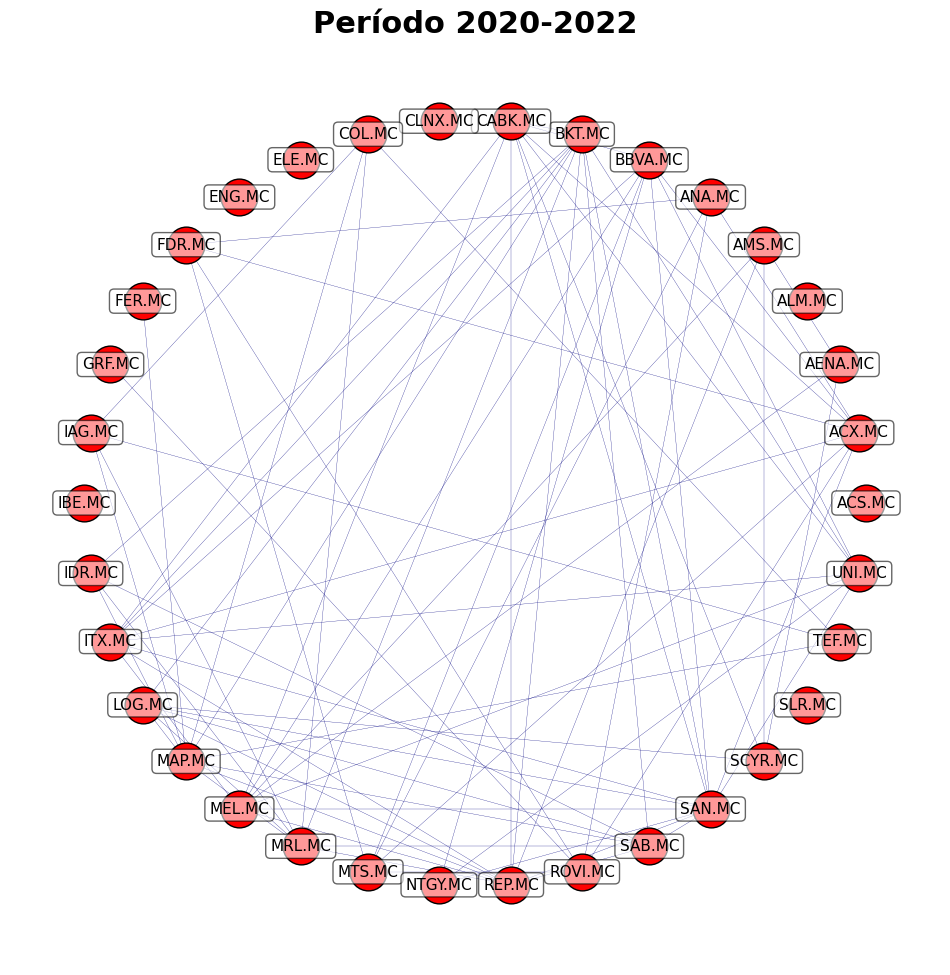 Período 2020-2022
CLNX.MC
CABK.MC
COL.MC
BKT.MC
ELE.MC
BBVA.MC
ENG.MC
ANA.MC
FDR.MC
AMS.MC
FER.MC
ALM.MC
GRF.MC
AENA.MC
IAG.MC
ACX.MC
IBE.MC
ACS.MC
IDR.MC
UNI.MC
ITX.MC
TEF.MC
LOG.MC
SLR.MC
MAP.MC
SCYR.MC
MEL.MC
SAN.MC
MRL.MC
SAB.MC
MTS.MC
ROVI.MC
NTGY.MC
REP.MC